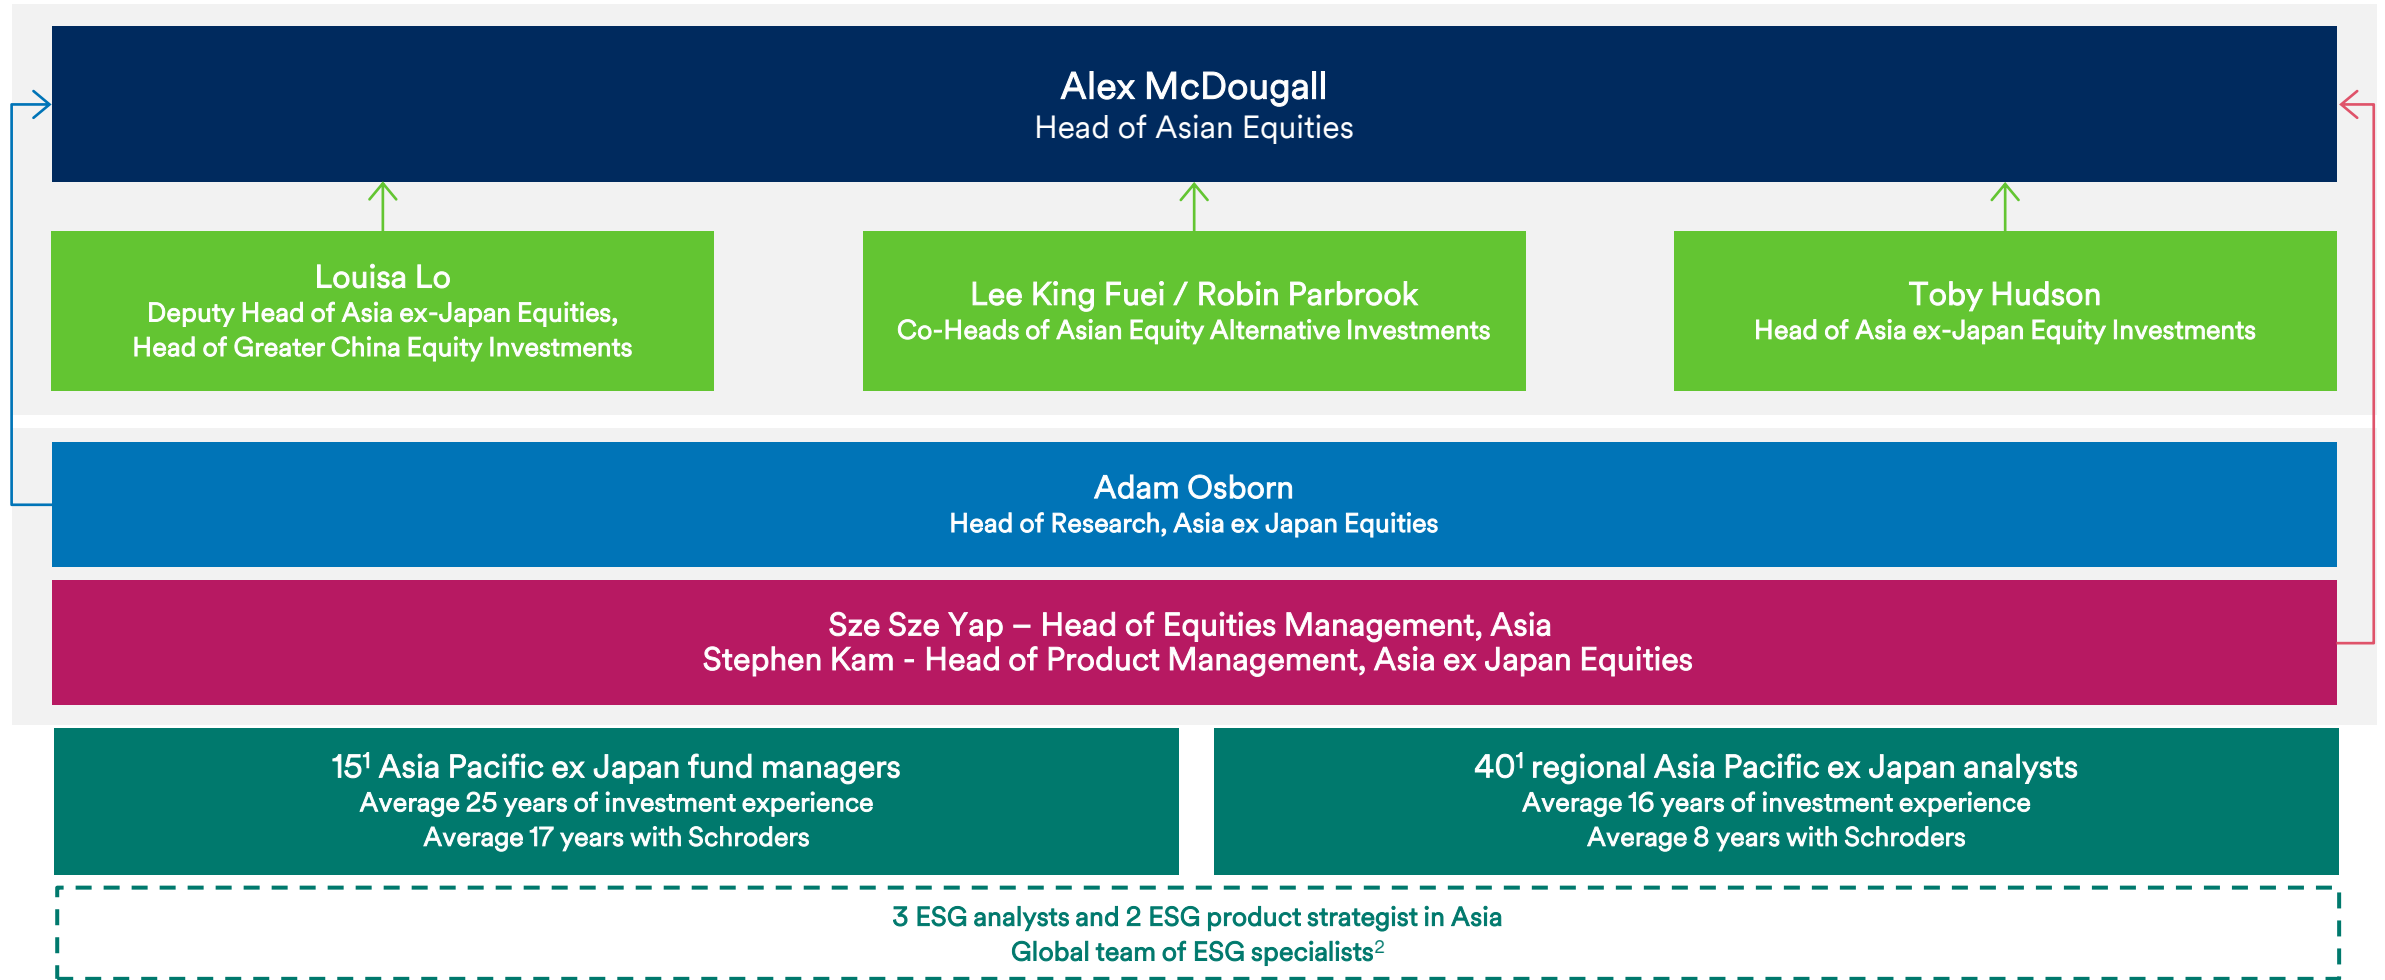 Alex McDougall
Head of Asian Equities
Louisa Lo
Deputy Head of Asia ex-Japan Equities,
Head of Greater China Equity Investments
Lee King Fuei / Robin Parbrook
Co-Heads of Asian Equity Alternative Investments
Toby Hudson
Head of Asia ex-Japan Equity Investments
Adam Osborn
Head of Research, Asia ex Japan Equities
Sze Sze Yap – Head of Equities Management, Asia
Stephen Kam - Head of Product Management, Asia ex Japan Equities
15¹ Asia Pacific ex Japan fund managers
Average 25 years of investment experience
Average 17 years with Schroders
40¹ regional Asia Pacific ex Japan analysts
Average 16 years of investment experience
Average 8 years with Schroders
3 ESG analysts and 2 ESG product strategist in Asia
Global team of ESG specialists²